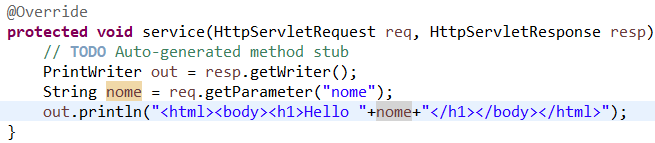 @Override
protected void service(HttpServletRequest req, HttpServletResponse resp)
// TODO Auto-generated method stub
PrintWriter out = resp.getWriter();
String nome = req.getParameter("nome");
out.println("<html><body><h1>Hello "+nome+"</h1></body></html>");
}